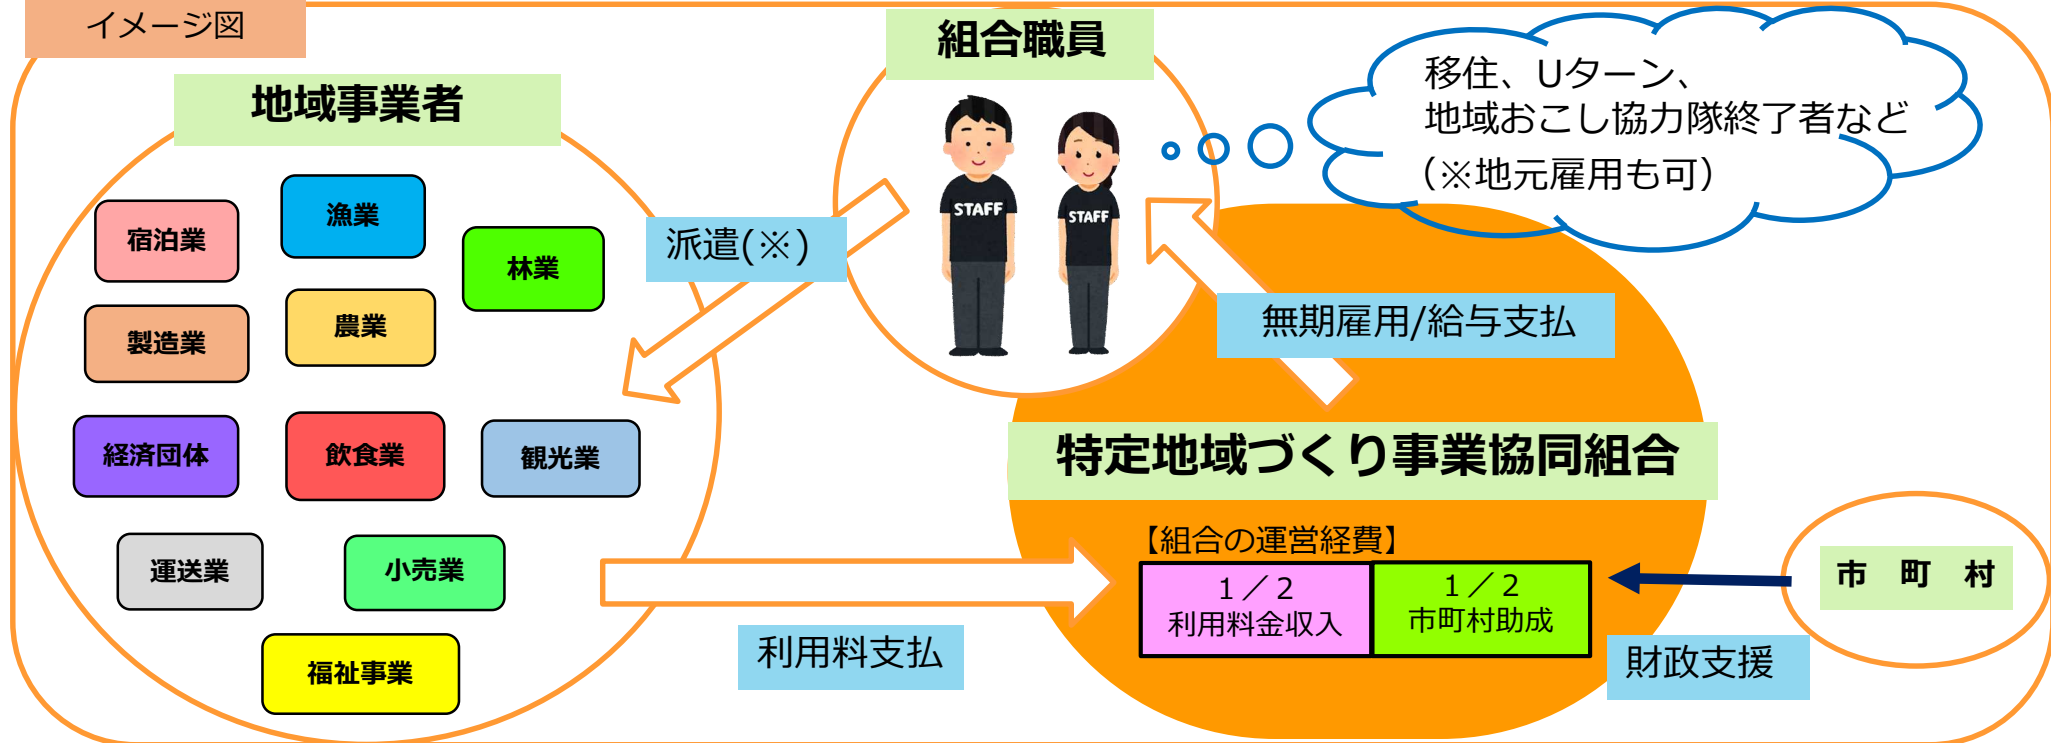 イメージ図
地域事業者
宿泊業
漁業
林業
製造業
農業
経済団体
飲食業
観光業
運送業
小売業
福祉事業
派遣(※)
組合職員
STAFF
STAFF
移住、Uターン、
地域おこし協力隊終了者など
（※地元雇用も可）
無期雇用/給与支払
特定地域づくり事業協同組合
【組合の運営経費】
１／２
利用料金収入
１／２
市町村助成
利用料支払
市 町 村
財政支援